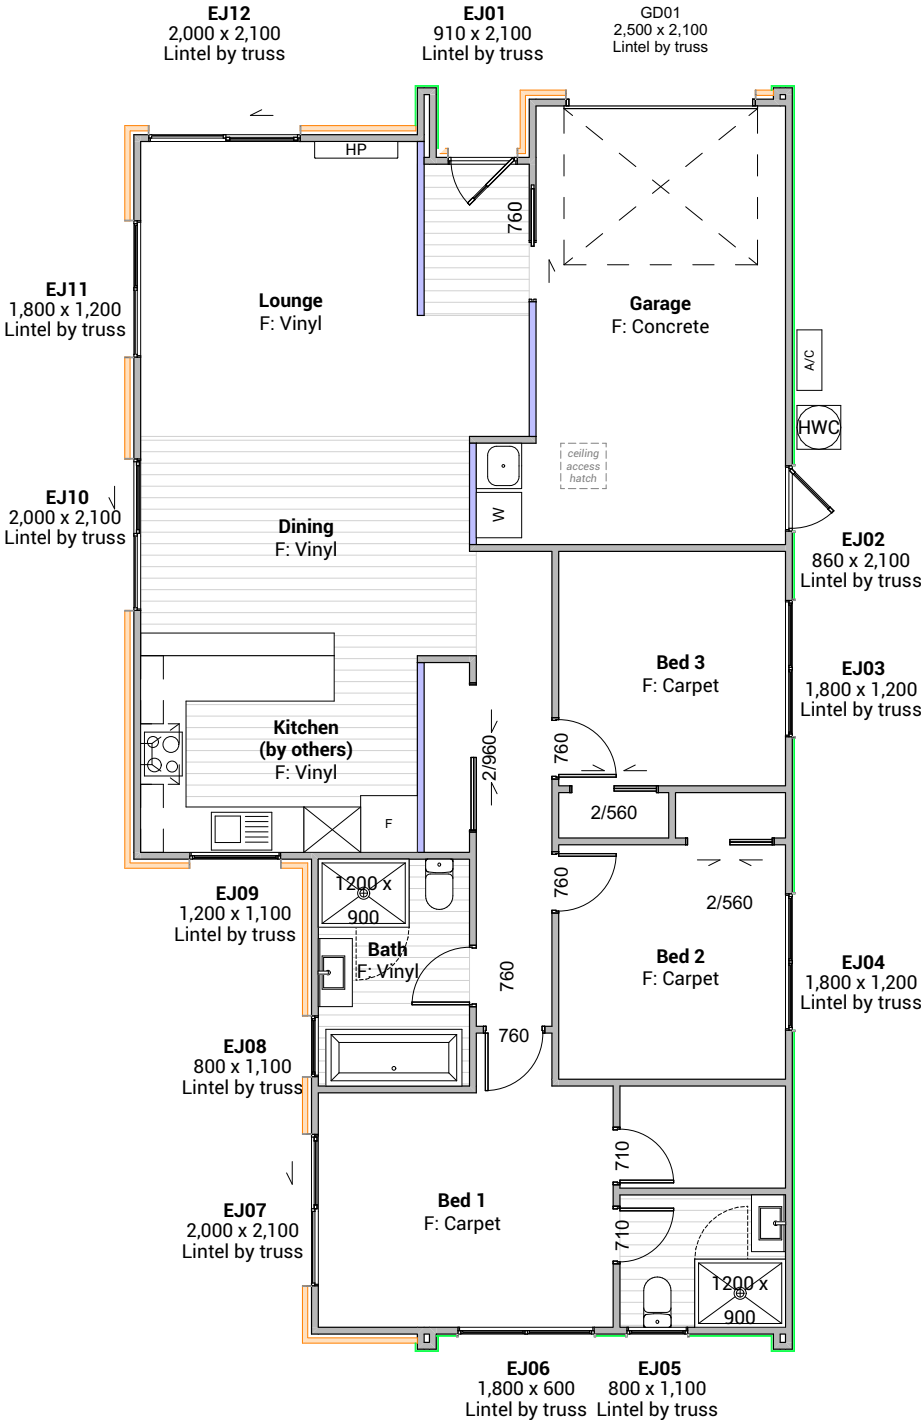 EJ12
2,000 x 2,100
Lintel by truss
EJ01
910 x 2,100
Lintel by truss
GD01
2,500 x 2,100
Lintel by truss
HP
760
Lounge
F: Vinyl
Garage
F: Concrete
EJ11
1,800 x 1,200
Lintel by truss
A/C
HWC
ceiling
access
hatch
W
EJ10
2,000 x 2,100
Lintel by truss
Dining
F: Vinyl
EJ02
860 x 2,100
Lintel by truss
Bed 3
F: Carpet
EJ03
1,800 x 1,200
Lintel by truss
Kitchen
(by others)
F: Vinyl
2/960
760
2/560
F
1200 x
900
760
2/560
EJ09
1,200 x 1,100
Lintel by truss
Bath
F: Vinyl
760
Bed 2
F: Carpet
EJ04
1,800 x 1,200
Lintel by truss
EJ08
800 x 1,100
Lintel by truss
760
710
Bed 1
F: Carpet
EJ07
2,000 x 2,100
Lintel by truss
710
1200 x
900
EJ06
1,800 x 600
Lintel by truss
EJ05
800 x 1,100
Lintel by truss